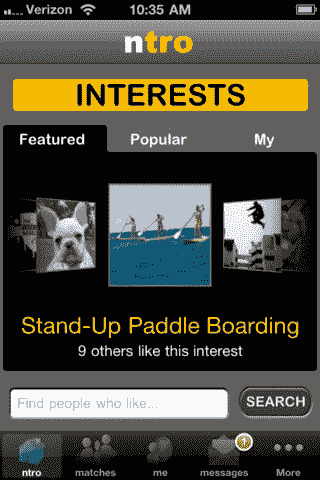 Verizon 10:35 AM
ntro
INTERESTS
Featured Popular My
Stand-Up Paddle Boarding
9 others like this interest
Find people who like... SEARCH
1
ntro matches me messages More